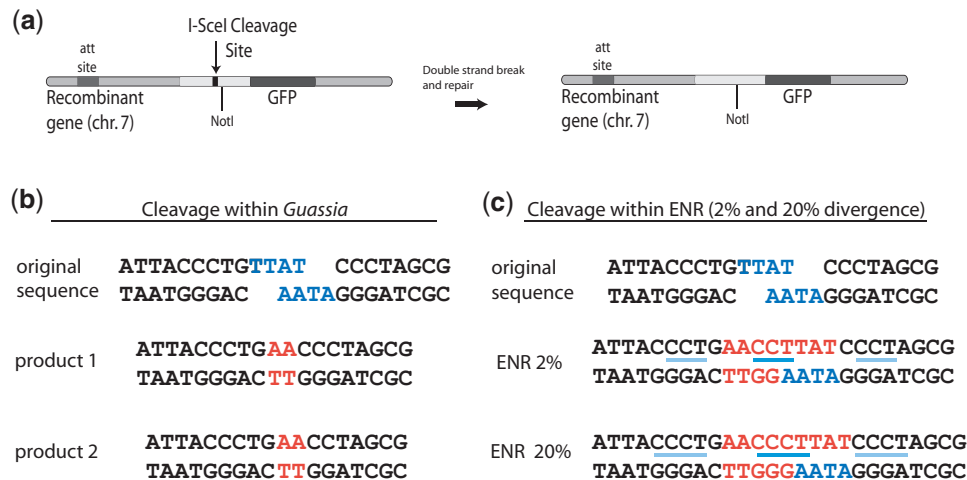 (a)
I-SceI Cleavage
Site
att
site
Recombinant
gene (chr. 7)
NotI
GFP
Double strand break
and repair
att
site
Recombinant
gene (chr. 7)
NotI
GFP
(b)
Cleavage within Guassia
original
sequence
ATTACCCTGTTAT CCCTAGCG
TAATGGGAC AATAGGGATCGC
product 1
ATTACCCTGAACCCTAGCG
TAATGGGACTTGGGATCGC
product 2
ATTACCCTGAACCTAGCG
TAATGGGACTTGGATCGC
(c)
Cleavage within ENR (2% and 20% divergence)
original
sequence
ATTACCCTGTTAT CCCTAGCG
TAATGGGAC AATAGGGATCGC
ENR 2%
ATTACCCTGAACCTTATCCCTAGCG
TAATGGGACTTGGAATAGGGATCGC
ENR 20%
ATTACCCTGAACCCTTATCCCTAGCG
TAATGGGACTTGGGAATAGGGATCGC